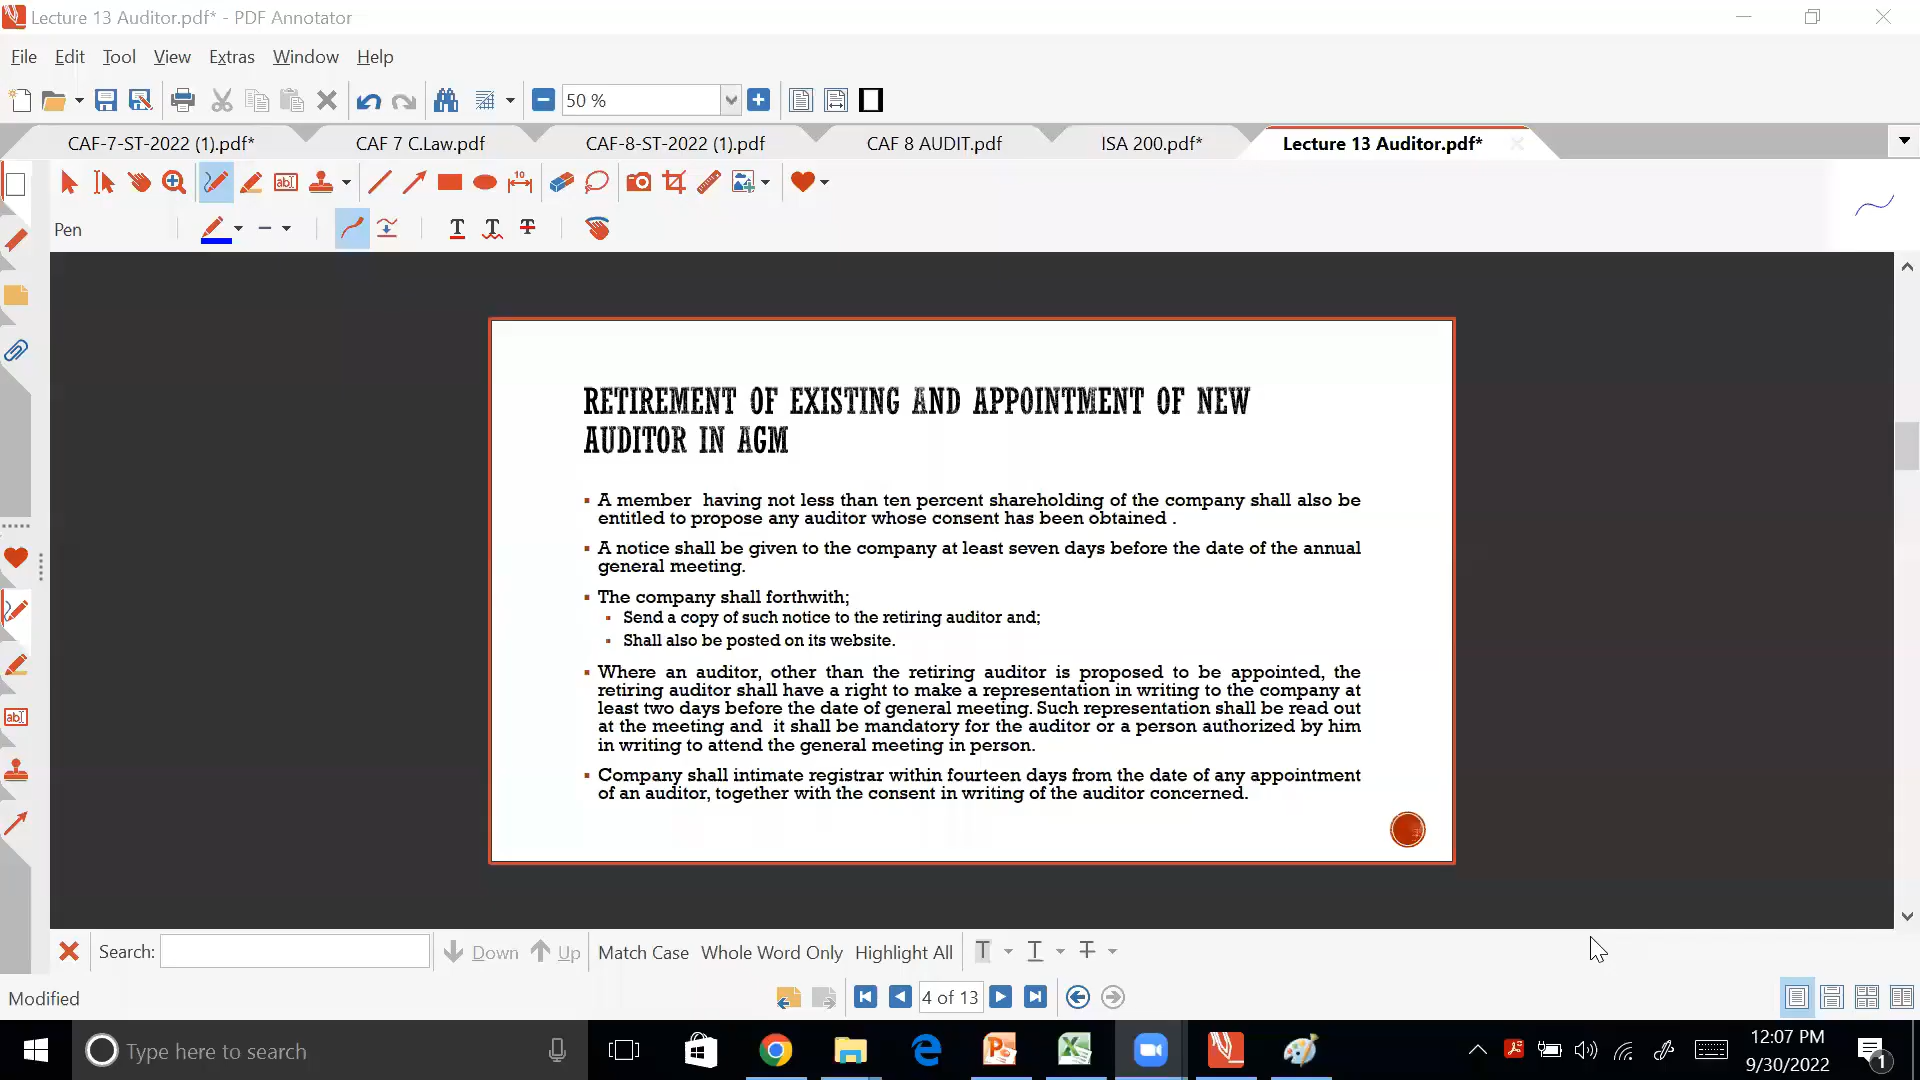 Lecture 13 Auditor.pdf* - PDF Annotator
File Edit Tool View Extras Window Help
50 %
CAF-7-ST-2022 (1).pdf* CAF 7 C.Law.pdf CAF-8-ST-2022 (1).pdf CAF 8 AUDIT.pdf ISA 200.pdf* Lecture 13 Auditor.pdf*
Pen
RETIREMENT OF EXISTING AND APPOINTMENT OF NEW
AUDITOR IN AGM
A member having not less than ten percent shareholding of the company shall also be
entitled to propose any auditor whose consent has been obtained .
A notice shall be given to the company at least seven days before the date of the annual
general meeting.
The company shall forthwith;
Send a copy of such notice to the retiring auditor and;
Shall also be posted on its website.
Where an auditor, other than the retiring auditor is proposed to be appointed, the
retiring auditor shall have a right to make a representation in writing to the company at
least two days before the date of general meeting. Such representation shall be read out
at the meeting and it shall be mandatory for the auditor or a person authorized by him
in writing to attend the general meeting in person.
Company shall intimate registrar within fourteen days from the date of any appointment
of an auditor, together with the consent in writing of the auditor concerned.
Search: Down Up Match Case Whole Word Only Highlight All
Modified 4 of 13
Type here to search
12:07 PM
9/30/2022
1